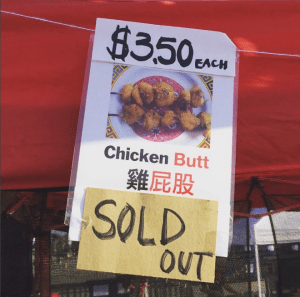 $3.50 EACH
Chicken Butt
雞屁股
SOLD
OUT